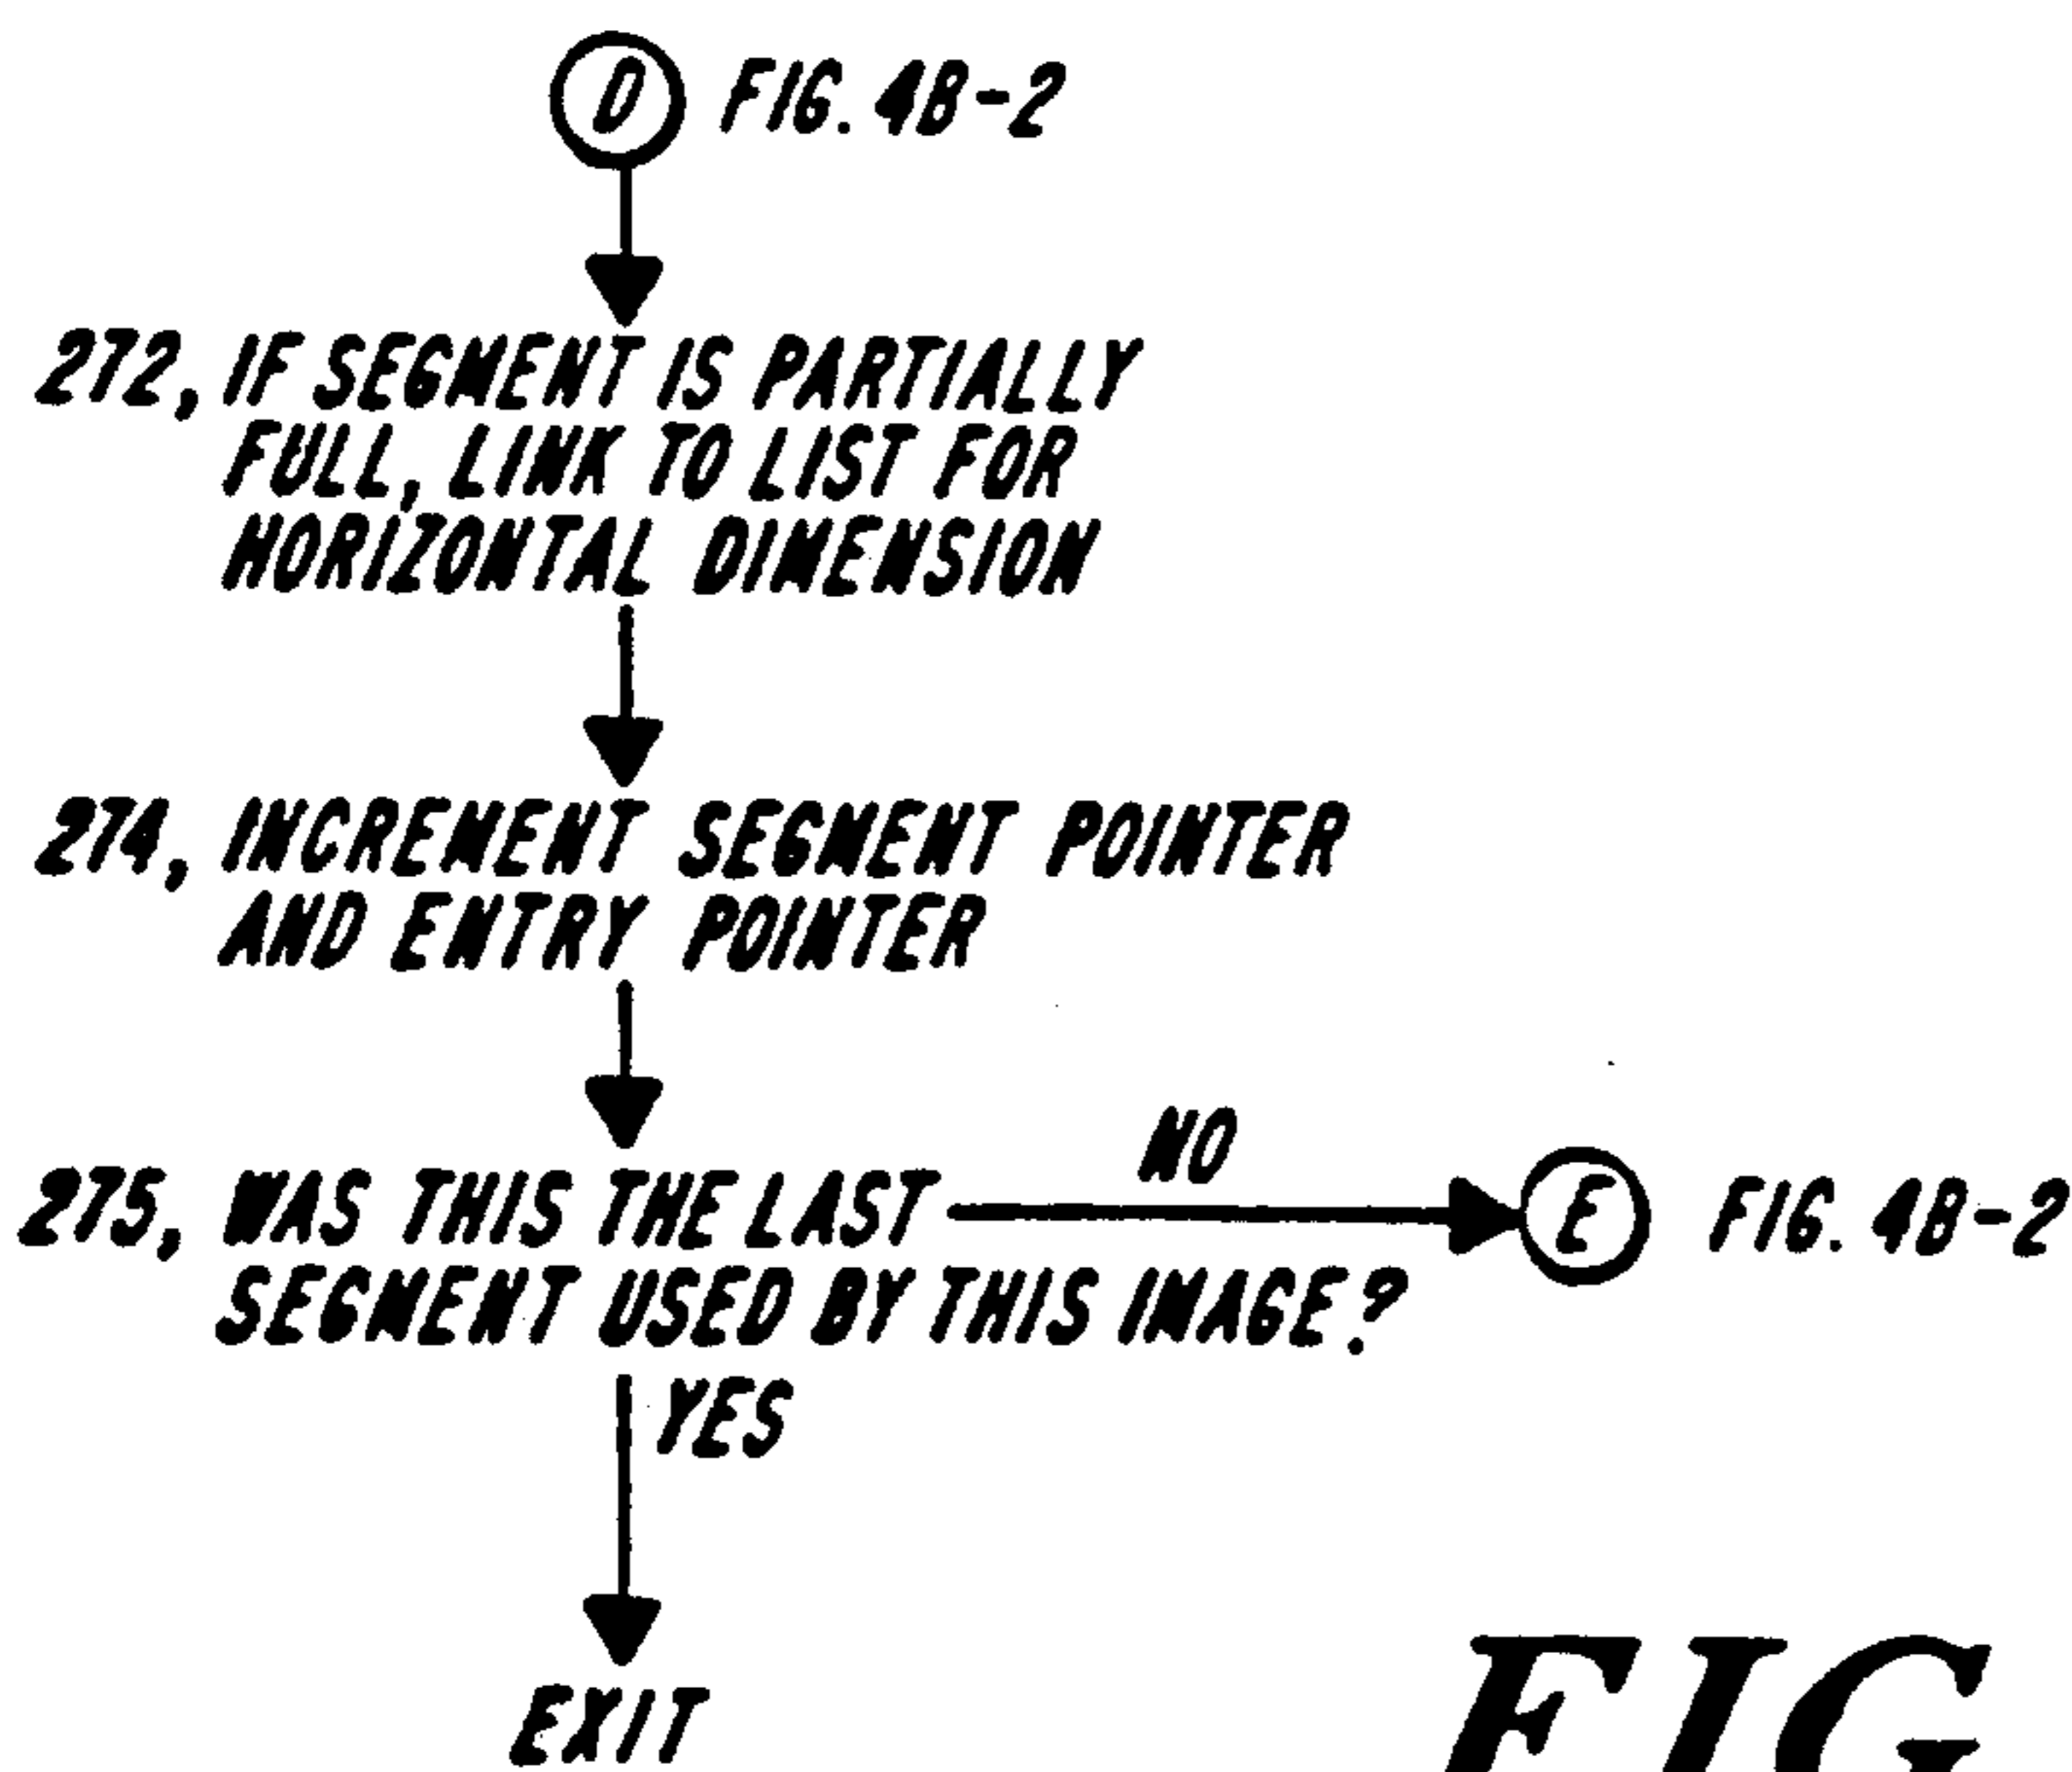 D FIG. 4B-2
272, IF SEGMENT IS PARTIALLY
FULL, LINK TO LIST FOR
HORIZONTAL DIMENSION
274, INCREMENT SEGMENT POINTER
AND ENTRY POINTER
NO
275, WAS THIS THE LAST
E FIG. 4B-2
SEGMENT USED BY THIS IMAGE?
YES
EXIT
FIG